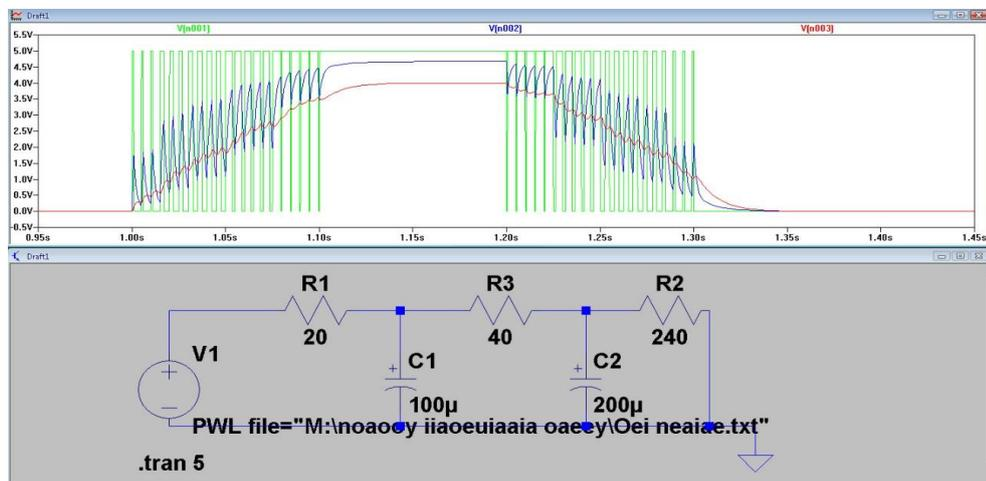 Draft1
V(n001) V(n002) V(n003)
5.5V
5.0V
4.5V
4.0V
3.5V
3.0V
2.5V
2.0V
1.5V
1.0V
0.5V
0.0V
-0.5V
0.95s 1.00s 1.05s 1.10s 1.15s 1.20s 1.25s 1.30s 1.35s 1.40s 1.45s
Draft1
R1 R3 R2
20 40 240
V1 C1 C2
100µ 200µ
PWL file="M:\noaooy iiaoeuiaaia oaeey\Oei neaiae.txt"
.tran 5